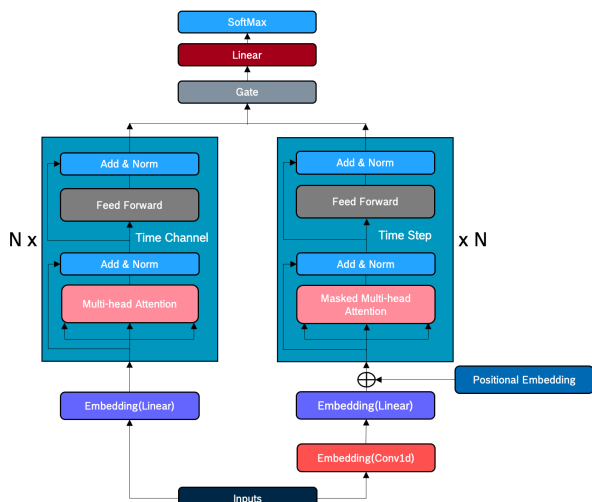 SoftMax
Linear
Gate
Add & Norm
Feed Forward
Time Channel
N x
Add & Norm
Multi-head Attention
Embedding(Linear)
Add & Norm
Feed Forward
Time Step
x N
Add & Norm
Masked Multi-head
Attention
Positional Embedding
Embedding(Linear)
Embedding(Conv1d)
Inputs